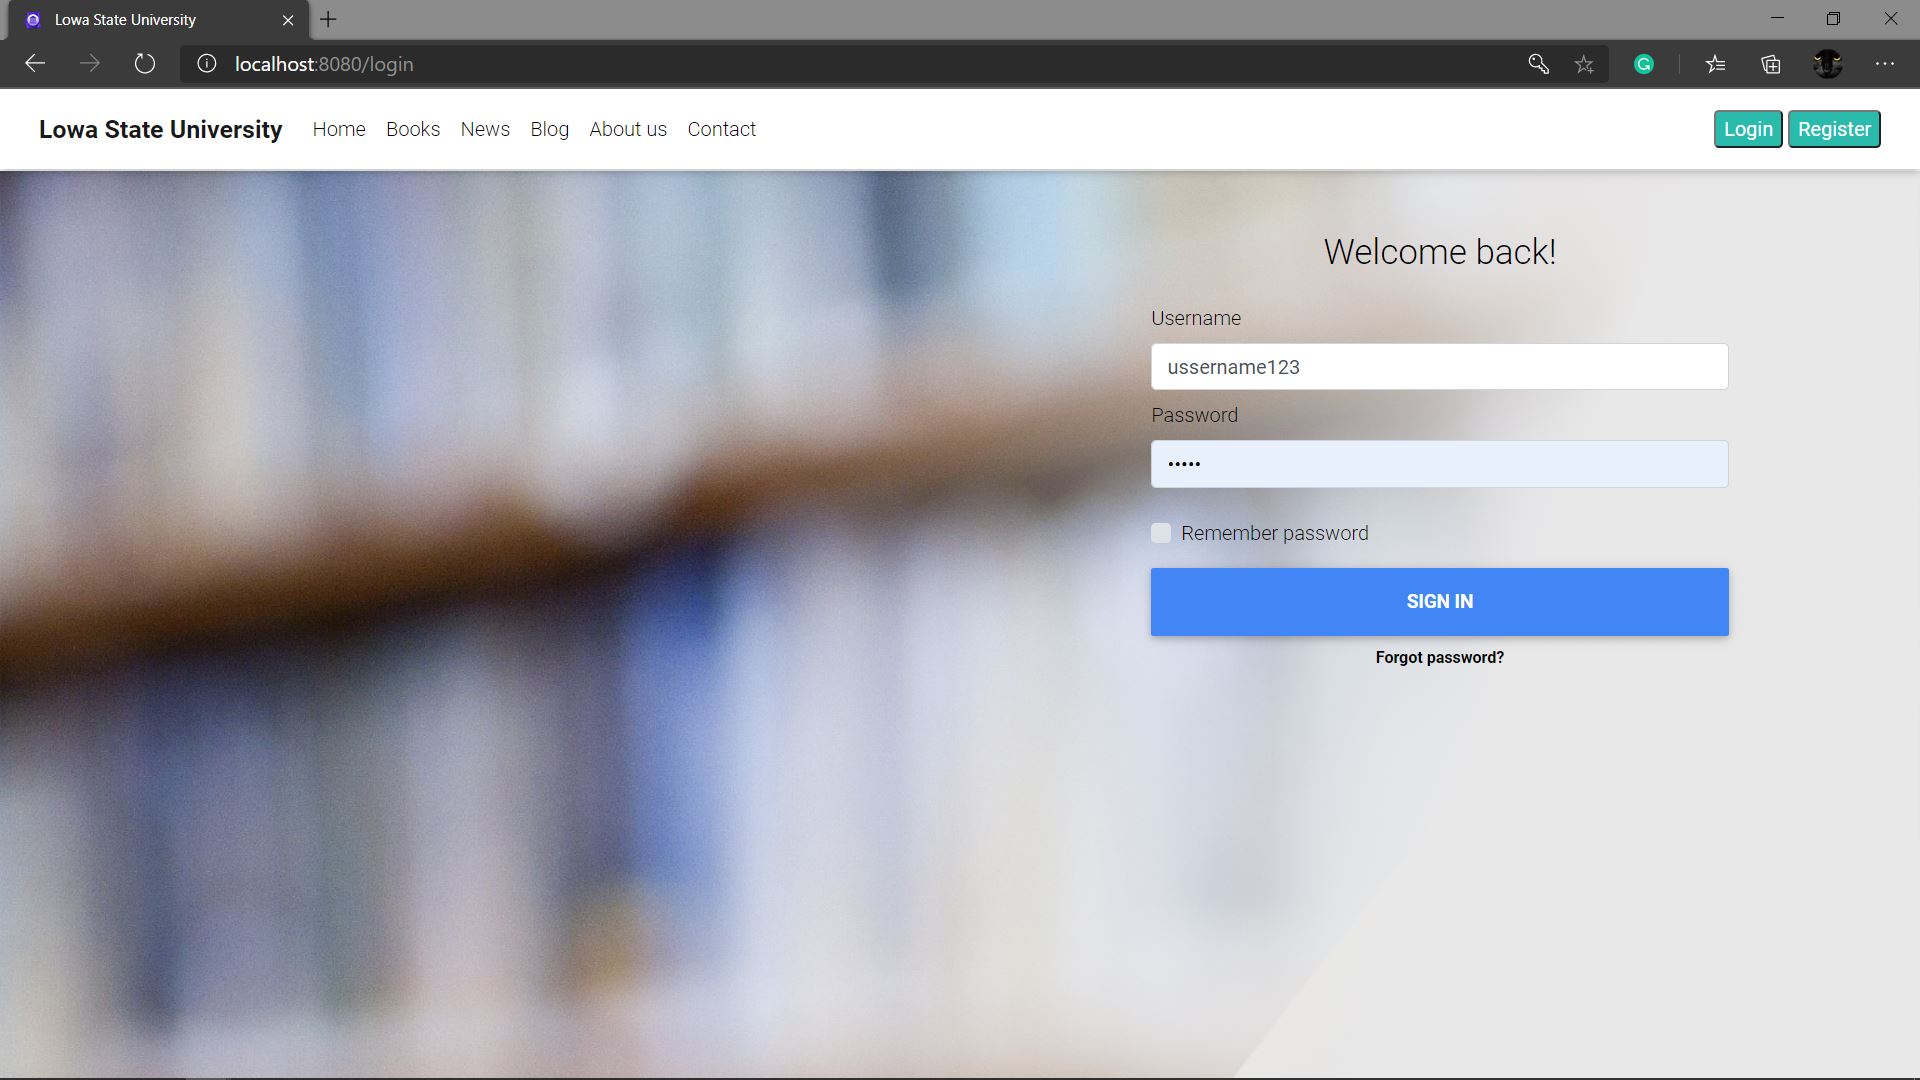 Lowa State University
localhost:8080/login
Lowa State University Home Books News Blog About us Contact Login Register
Welcome back!
Username
ussername123
Password
•••••
Remember password
SIGN IN
Forgot password?